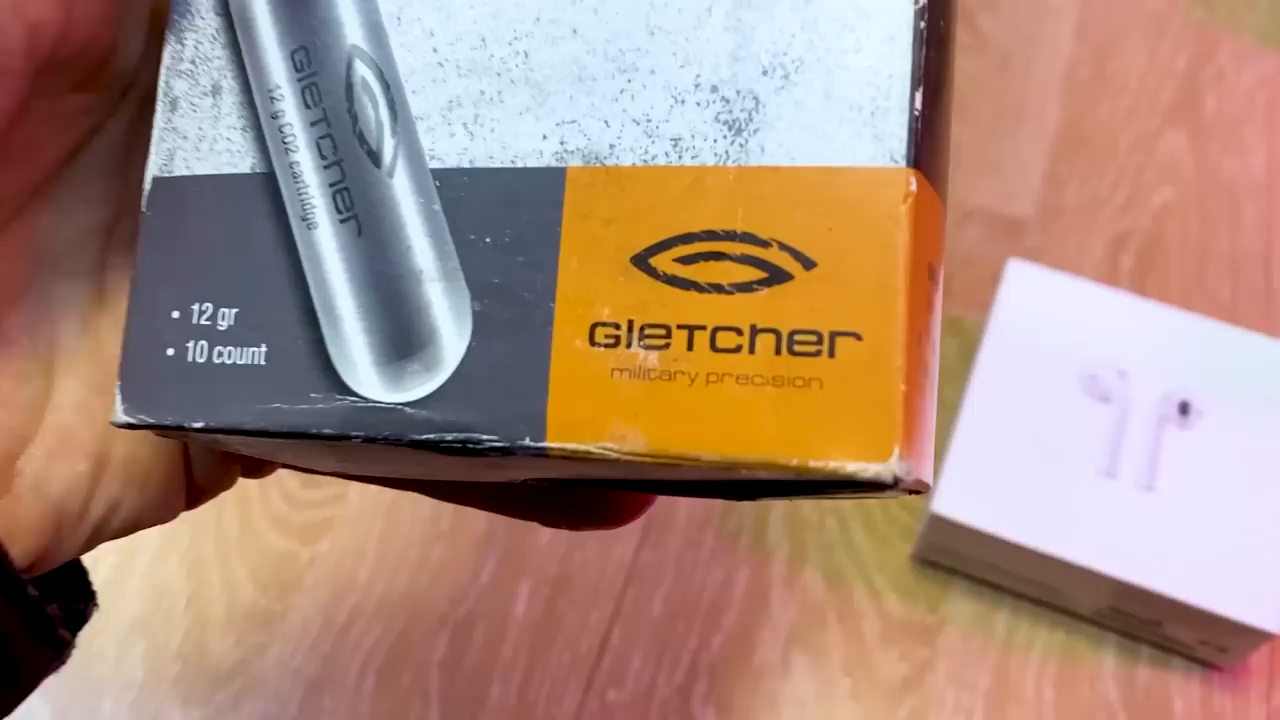 GLETCHER
12 g CO2 cartridge
• 12 gr
• 10 count
GLETCHER
military precision